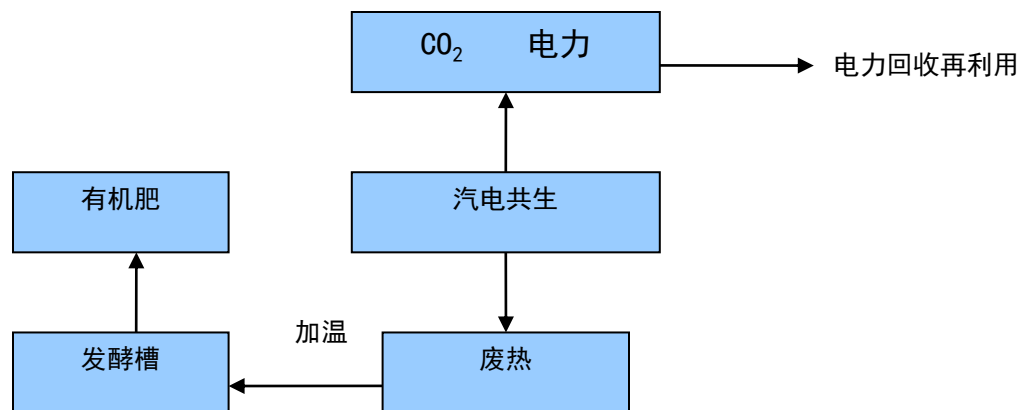 CO₂ 电力
电力回收再利用
有机肥
汽电共生
加温
发酵槽
废热